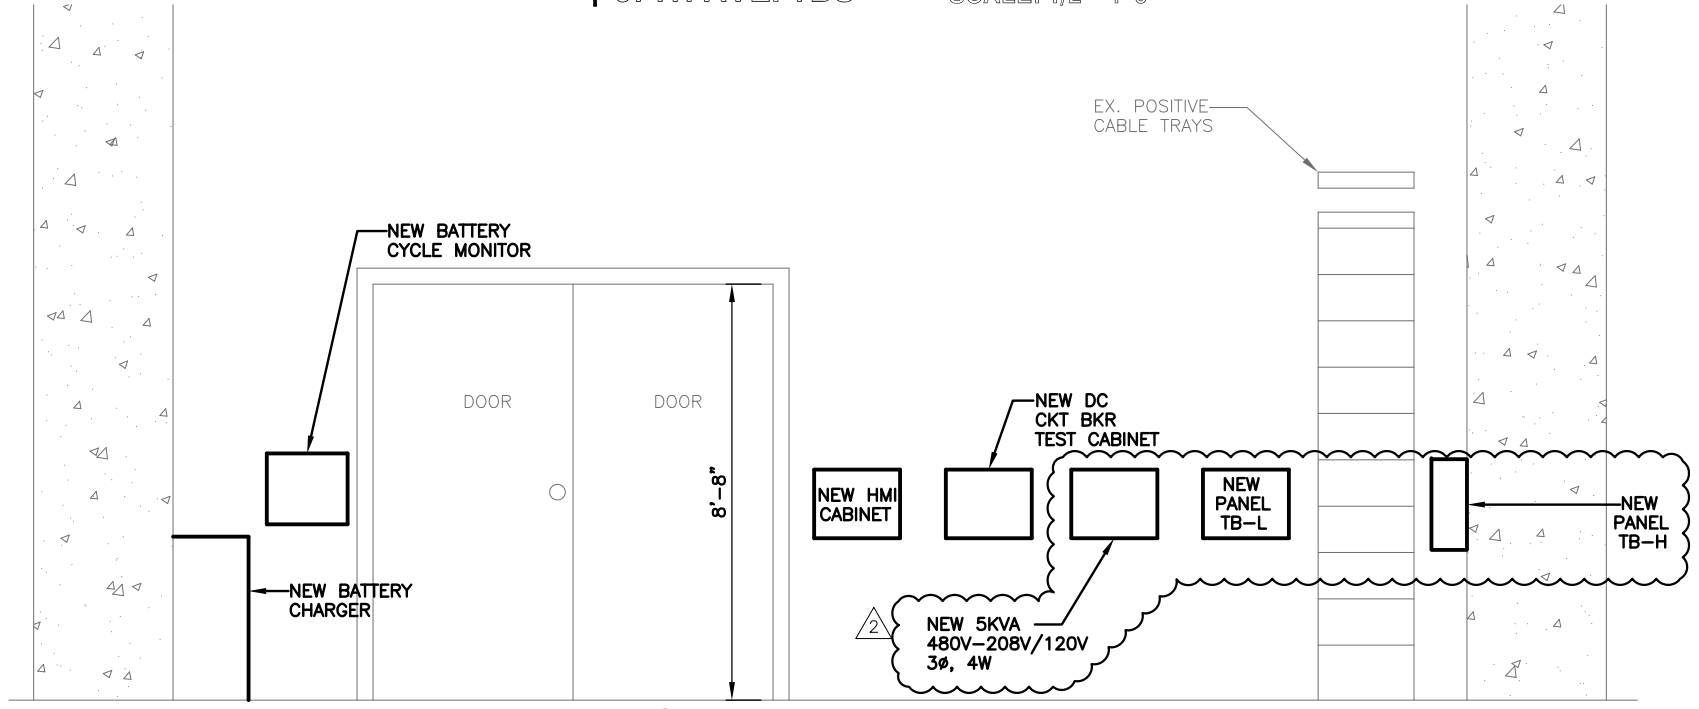 EX. POSITIVE
CABLE TRAYS
NEW BATTERY
CYCLE MONITOR
DOOR
DOOR
8'-8"
NEW DC
CKT BKR
TEST CABINET
NEW HMI
CABINET
NEW
PANEL
TB-L
NEW
PANEL
TB-H
NEW BATTERY
CHARGER
2
NEW 5KVA
480V-208V/120V
3ø, 4W